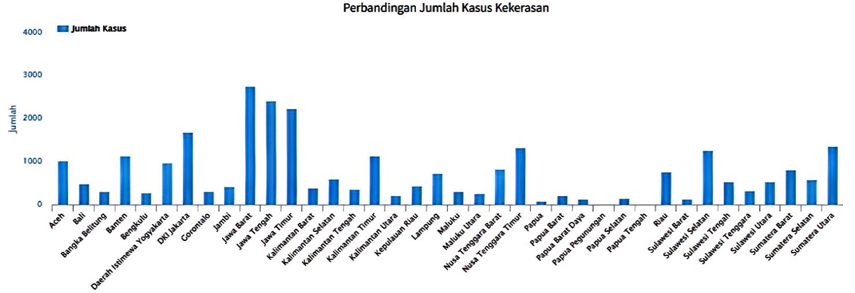 Perbandingan Jumlah Kasus Kekerasan
Jumlah Kasus
4000
3000
2000
1000
0
Jumlah
Aceh
Bali
Bangka Belitung
Banten
Bengkulu
Daerah Istimewa Yogyakarta
DKI Jakarta
Gorontalo
Jambi
Jawa Barat
Jawa Tengah
Jawa Timur
Kalimantan Barat
Kalimantan Selatan
Kalimantan Tengah
Kalimantan Timur
Kalimantan Utara
Kepulauan Riau
Lampung
Maluku
Maluku Utara
Nusa Tenggara Barat
Nusa Tenggara Timur
Papua
Papua Barat
Papua Barat Daya
Papua Pegunungan
Papua Selatan
Papua Tengah
Riau
Sulawesi Barat
Sulawesi Selatan
Sulawesi Tengah
Sulawesi Tenggara
Sulawesi Utara
Sumatera Barat
Sumatera Selatan
Sumatera Utara